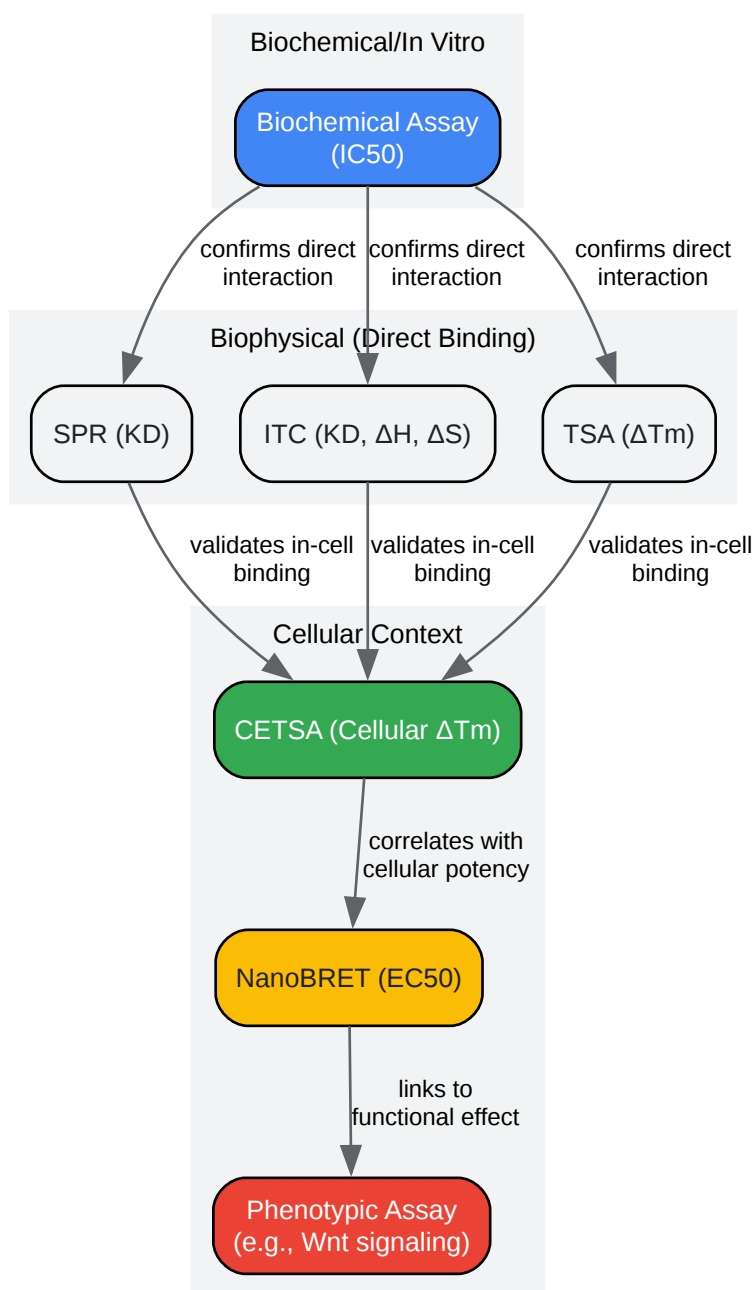 Biochemical/In Vitro
Biochemical Assay
(IC50)
confirms direct
interaction
confirms direct
interaction
confirms direct
interaction
Biophysical (Direct Binding)
SPR (KD)
ITC (KD, ΔH, ΔS)
TSA (ΔTm)
validates in-cell
binding
validates in-cell
binding
validates in-cell
binding
Cellular Context
CETSA (Cellular ΔTm)
correlates with
cellular potency
NanoBRET (EC50)
links to
functional effect
Phenotypic Assay
(e.g., Wnt signaling)